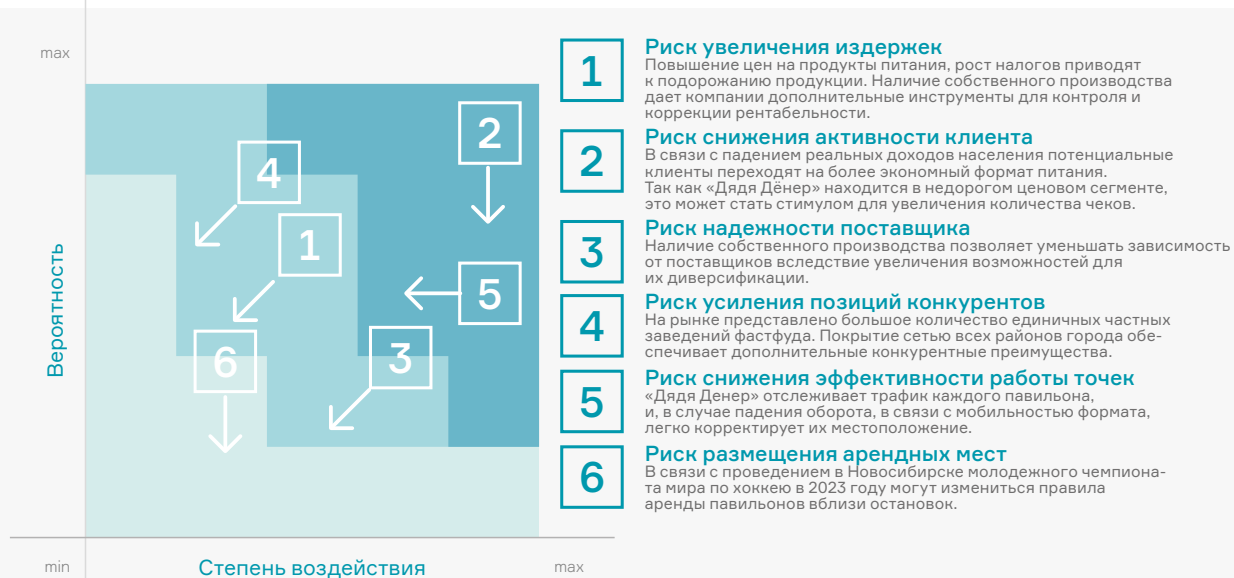 max
Вероятность
2
4
1
5
3
6
min
Степень воздействия
max
1
Риск увеличения издержек
Повышение цен на продукты питания, рост налогов приводят
к подорожанию продукции. Наличие собственного производства
дает компании дополнительные инструменты для контроля и
коррекции рентабельности.
2
Риск снижения активности клиента
В связи с падением реальных доходов населения потенциальные
клиенты переходят на более экономный формат питания.
Так как «Дядя Дёнер» находится в недорогом ценовом сегменте,
это может стать стимулом для увеличения количества чеков.
3
Риск надежности поставщика
Наличие собственного производства позволяет уменьшать зависимость
от поставщиков вследствие увеличения возможностей для
их диверсификации.
4
Риск усиления позиций конкурентов
На рынке представлено большое количество единичных частных
заведений фастфуда. Покрытие сетью всех районов города обе-
спечивает дополнительные конкурентные преимущества.
5
Риск снижения эффективности работы точек
«Дядя Денер» отслеживает трафик каждого павильона,
и, в случае падения оборота, в связи с мобильностью формата,
легко корректирует их местоположение.
6
Риск размещения арендных мест
В связи с проведением в Новосибирске молодежного чемпиона-
та мира по хоккею в 2023 году могут измениться правила
аренды павильонов вблизи остановок.